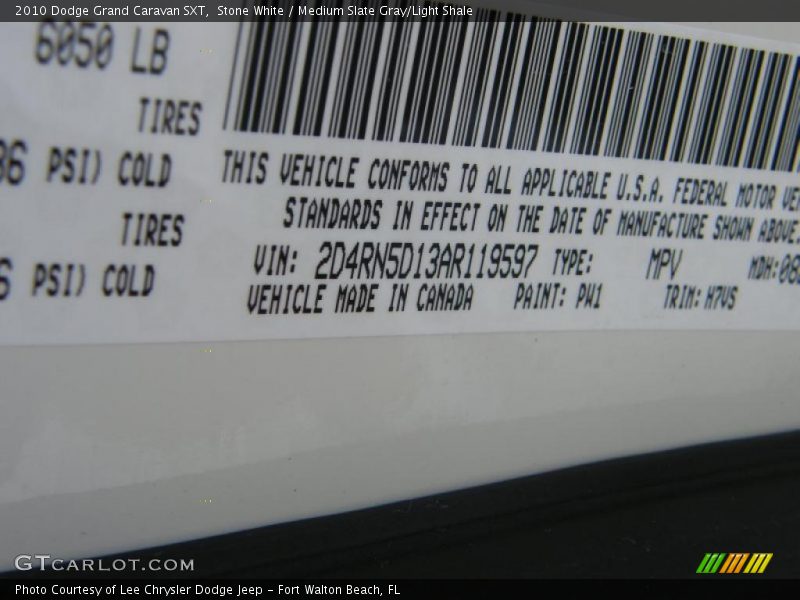 2010 Dodge Grand Caravan SXT, Stone White / Medium Slate Gray/Light Shale
6050 LB
TIRES
PSI) COLD
TIRES
PSI) COLD
THIS VEHICLE CONFORMS TO ALL APPLICABLE U.S.A. FEDERAL MOTOR
STANDARDS IN EFFECT ON THE DATE OF MANUFACTURE SHOWN ABOVE.
VIN: 2D4RN5D13AR119597 TYPE: MPV MDH:08
VEHICLE MADE IN CANADA PAINT: PW1 TRIM: H7VS
GTCARLOT.COM
Photo Courtesy of Lee Chrysler Dodge Jeep - Fort Walton Beach, FL